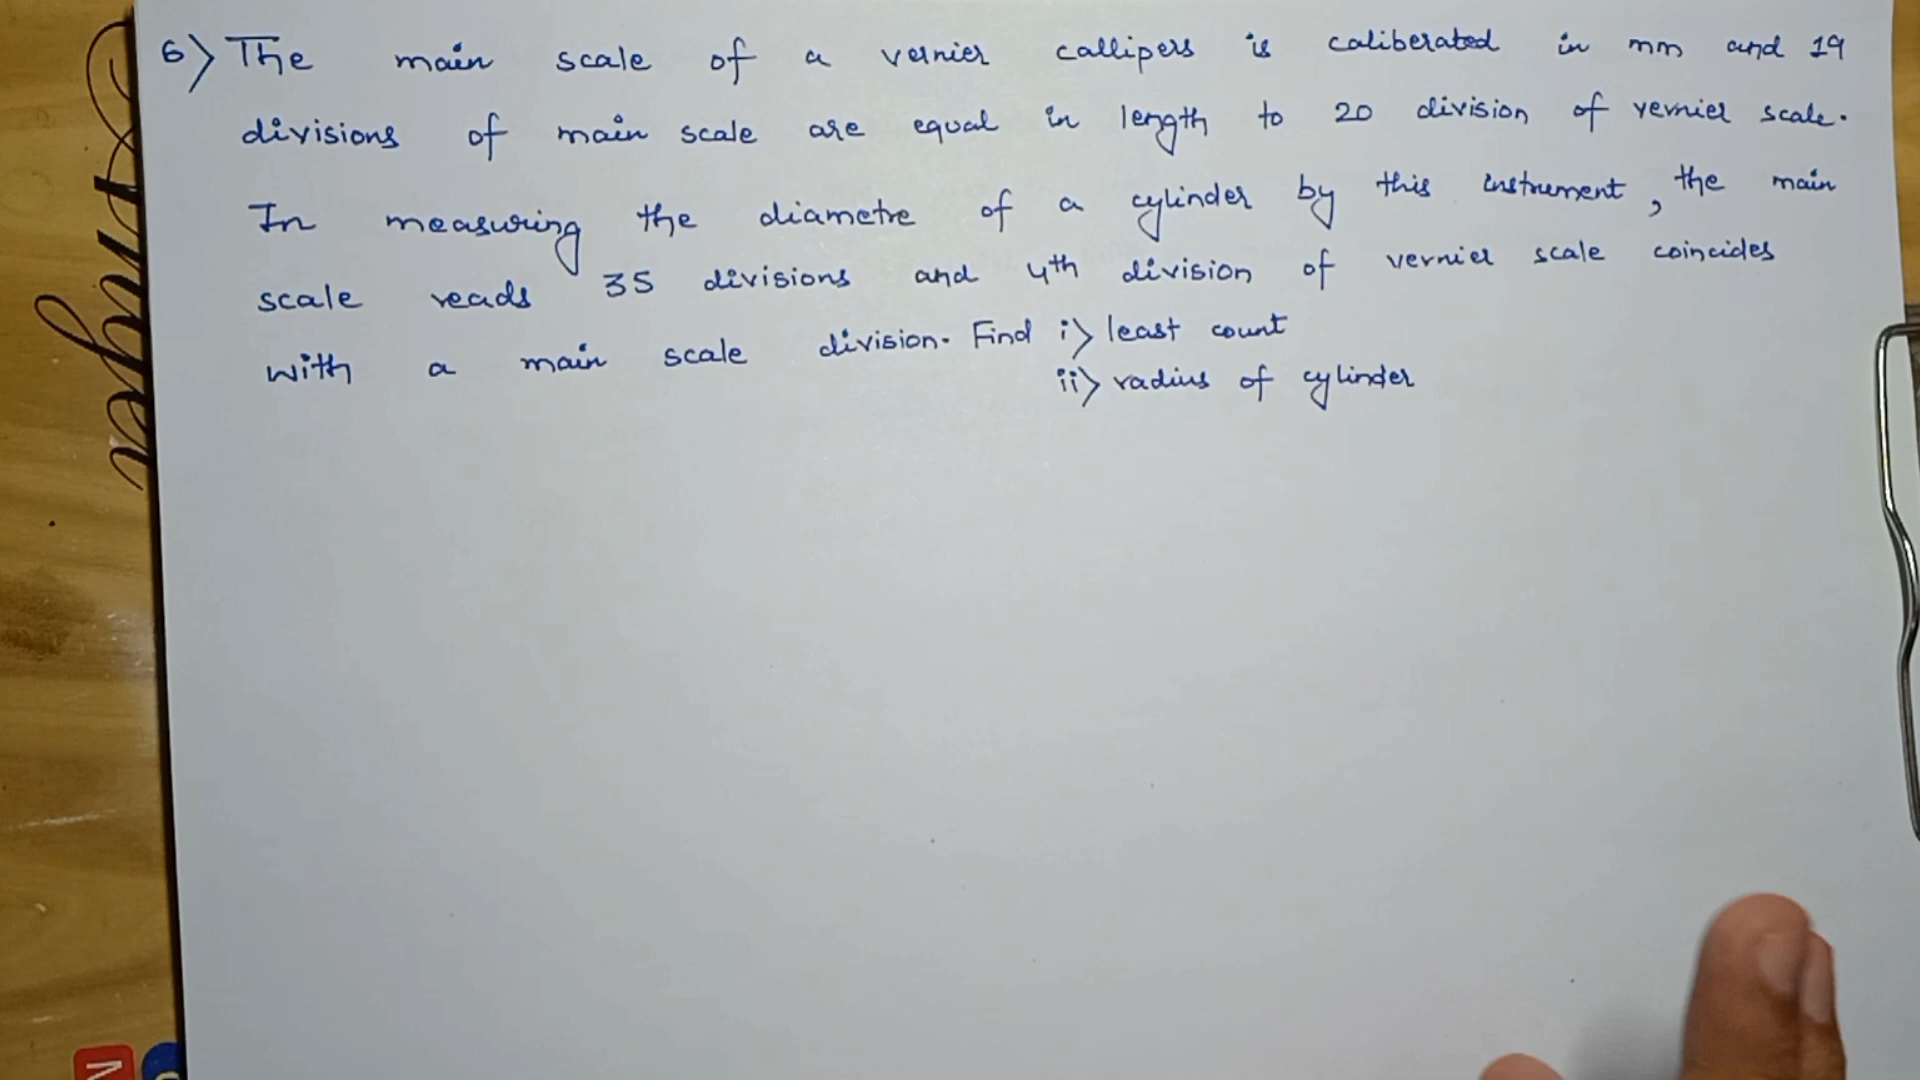 6) The main scale of a vernier callipers is caliberated in mm and 19
divisions of main scale are equal in length to 20 division of vernier scale.
In measuring the diametre of a cylinder by this instrument, the main
scale reads 35 divisions and 4th division of vernier scale coincides
with a main scale division. Find i) least count
ii) radius of cylinder